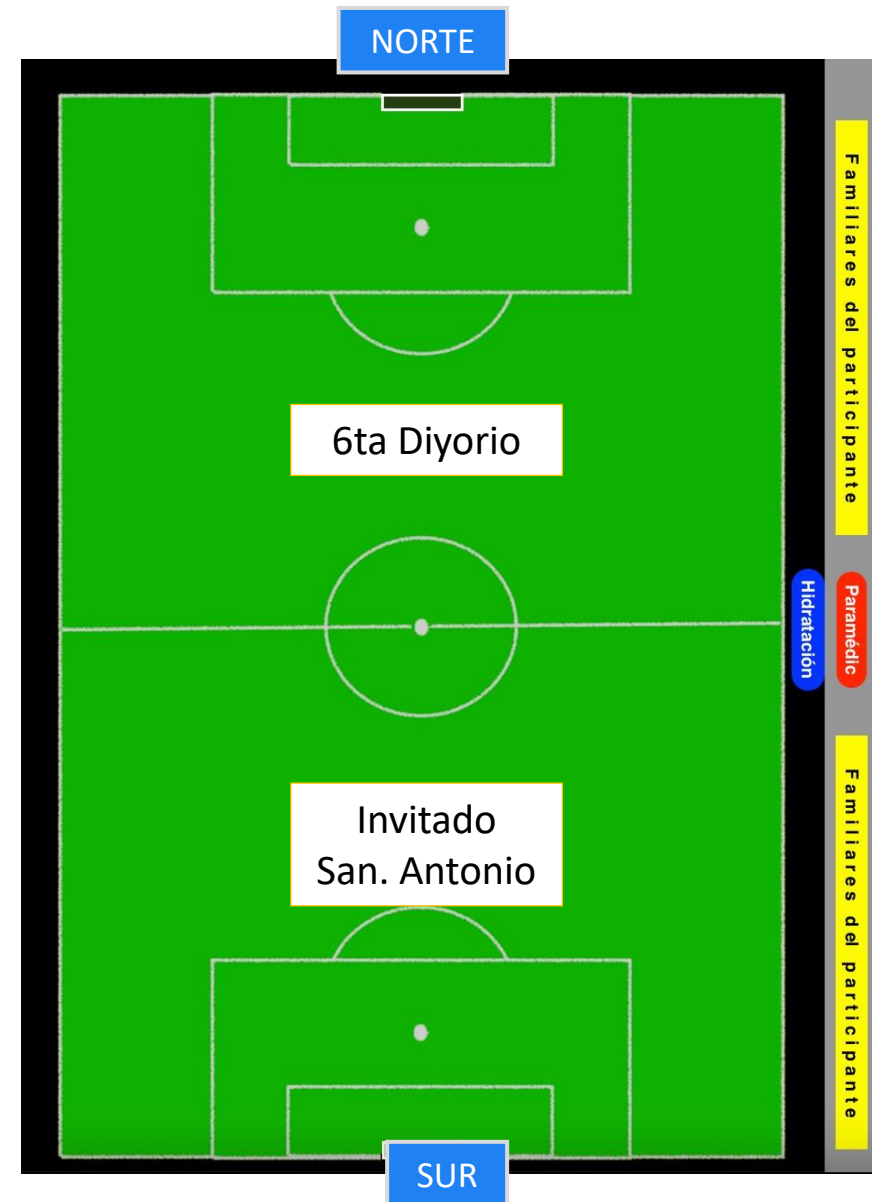 NORTE
Familiares del participante
6ta Diyorio
Hidratación
Paramédic
Invitado
San. Antonio
Familiares del participante
SUR